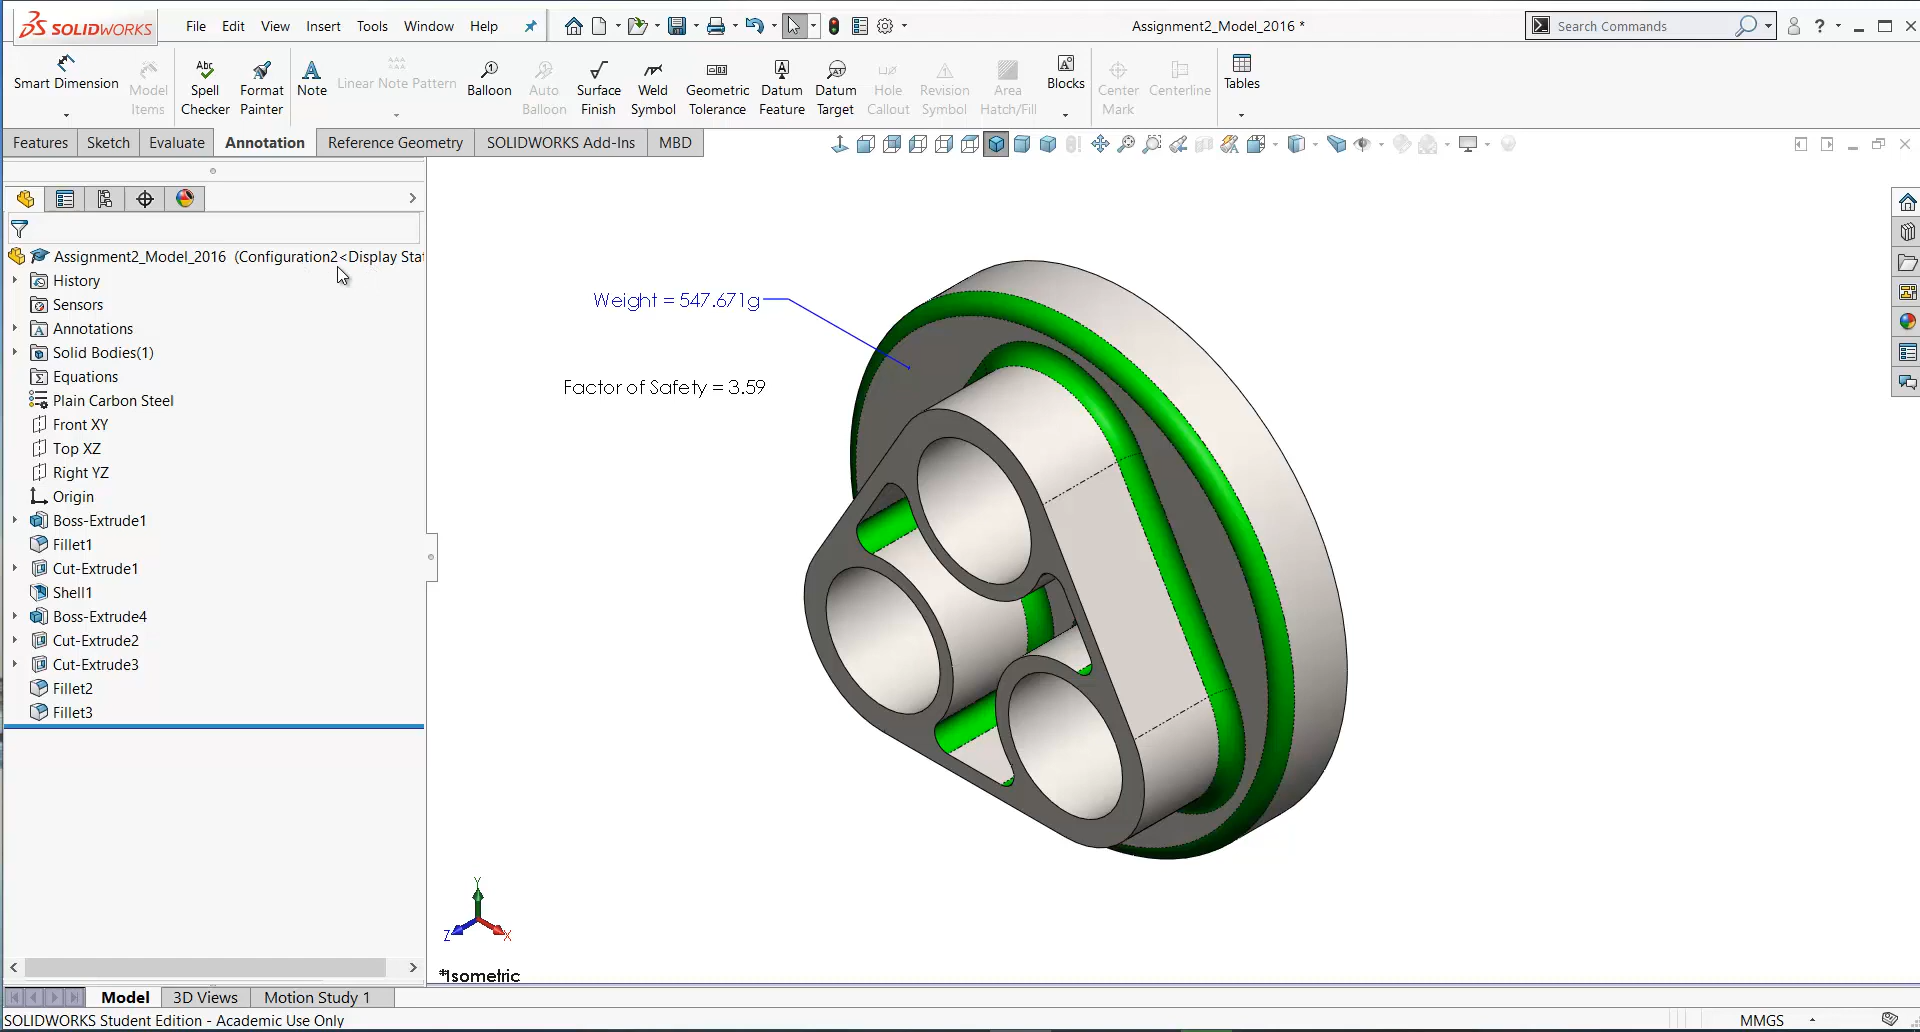 SOLIDWORKS File Edit View Insert Tools Window Help Assignment2_Model_2016 * Search Commands ?
Smart Dimension Model Items Spell Checker Format Painter Note Linear Note Pattern Balloon Auto Balloon Surface Finish Weld Symbol Geometric Tolerance Datum Feature Datum Target Hole Callout Revision Symbol Area Hatch/Fill Blocks Center Mark Centerline Tables
Features Sketch Evaluate Annotation Reference Geometry SOLIDWORKS Add-Ins MBD
Assignment2_Model_2016 (Configuration2<Display Sta
History
Sensors
Annotations
Solid Bodies(1)
Equations
Plain Carbon Steel
Front XY
Top XZ
Right YZ
Origin
Boss-Extrude1
Fillet1
Cut-Extrude1
Shell1
Boss-Extrude4
Cut-Extrude2
Cut-Extrude3
Fillet2
Fillet3
Weight = 547.671g
Factor of Safety = 3.59
Y
Z X
*Isometric
Model 3D Views Motion Study 1
SOLIDWORKS Student Edition - Academic Use Only MMGS